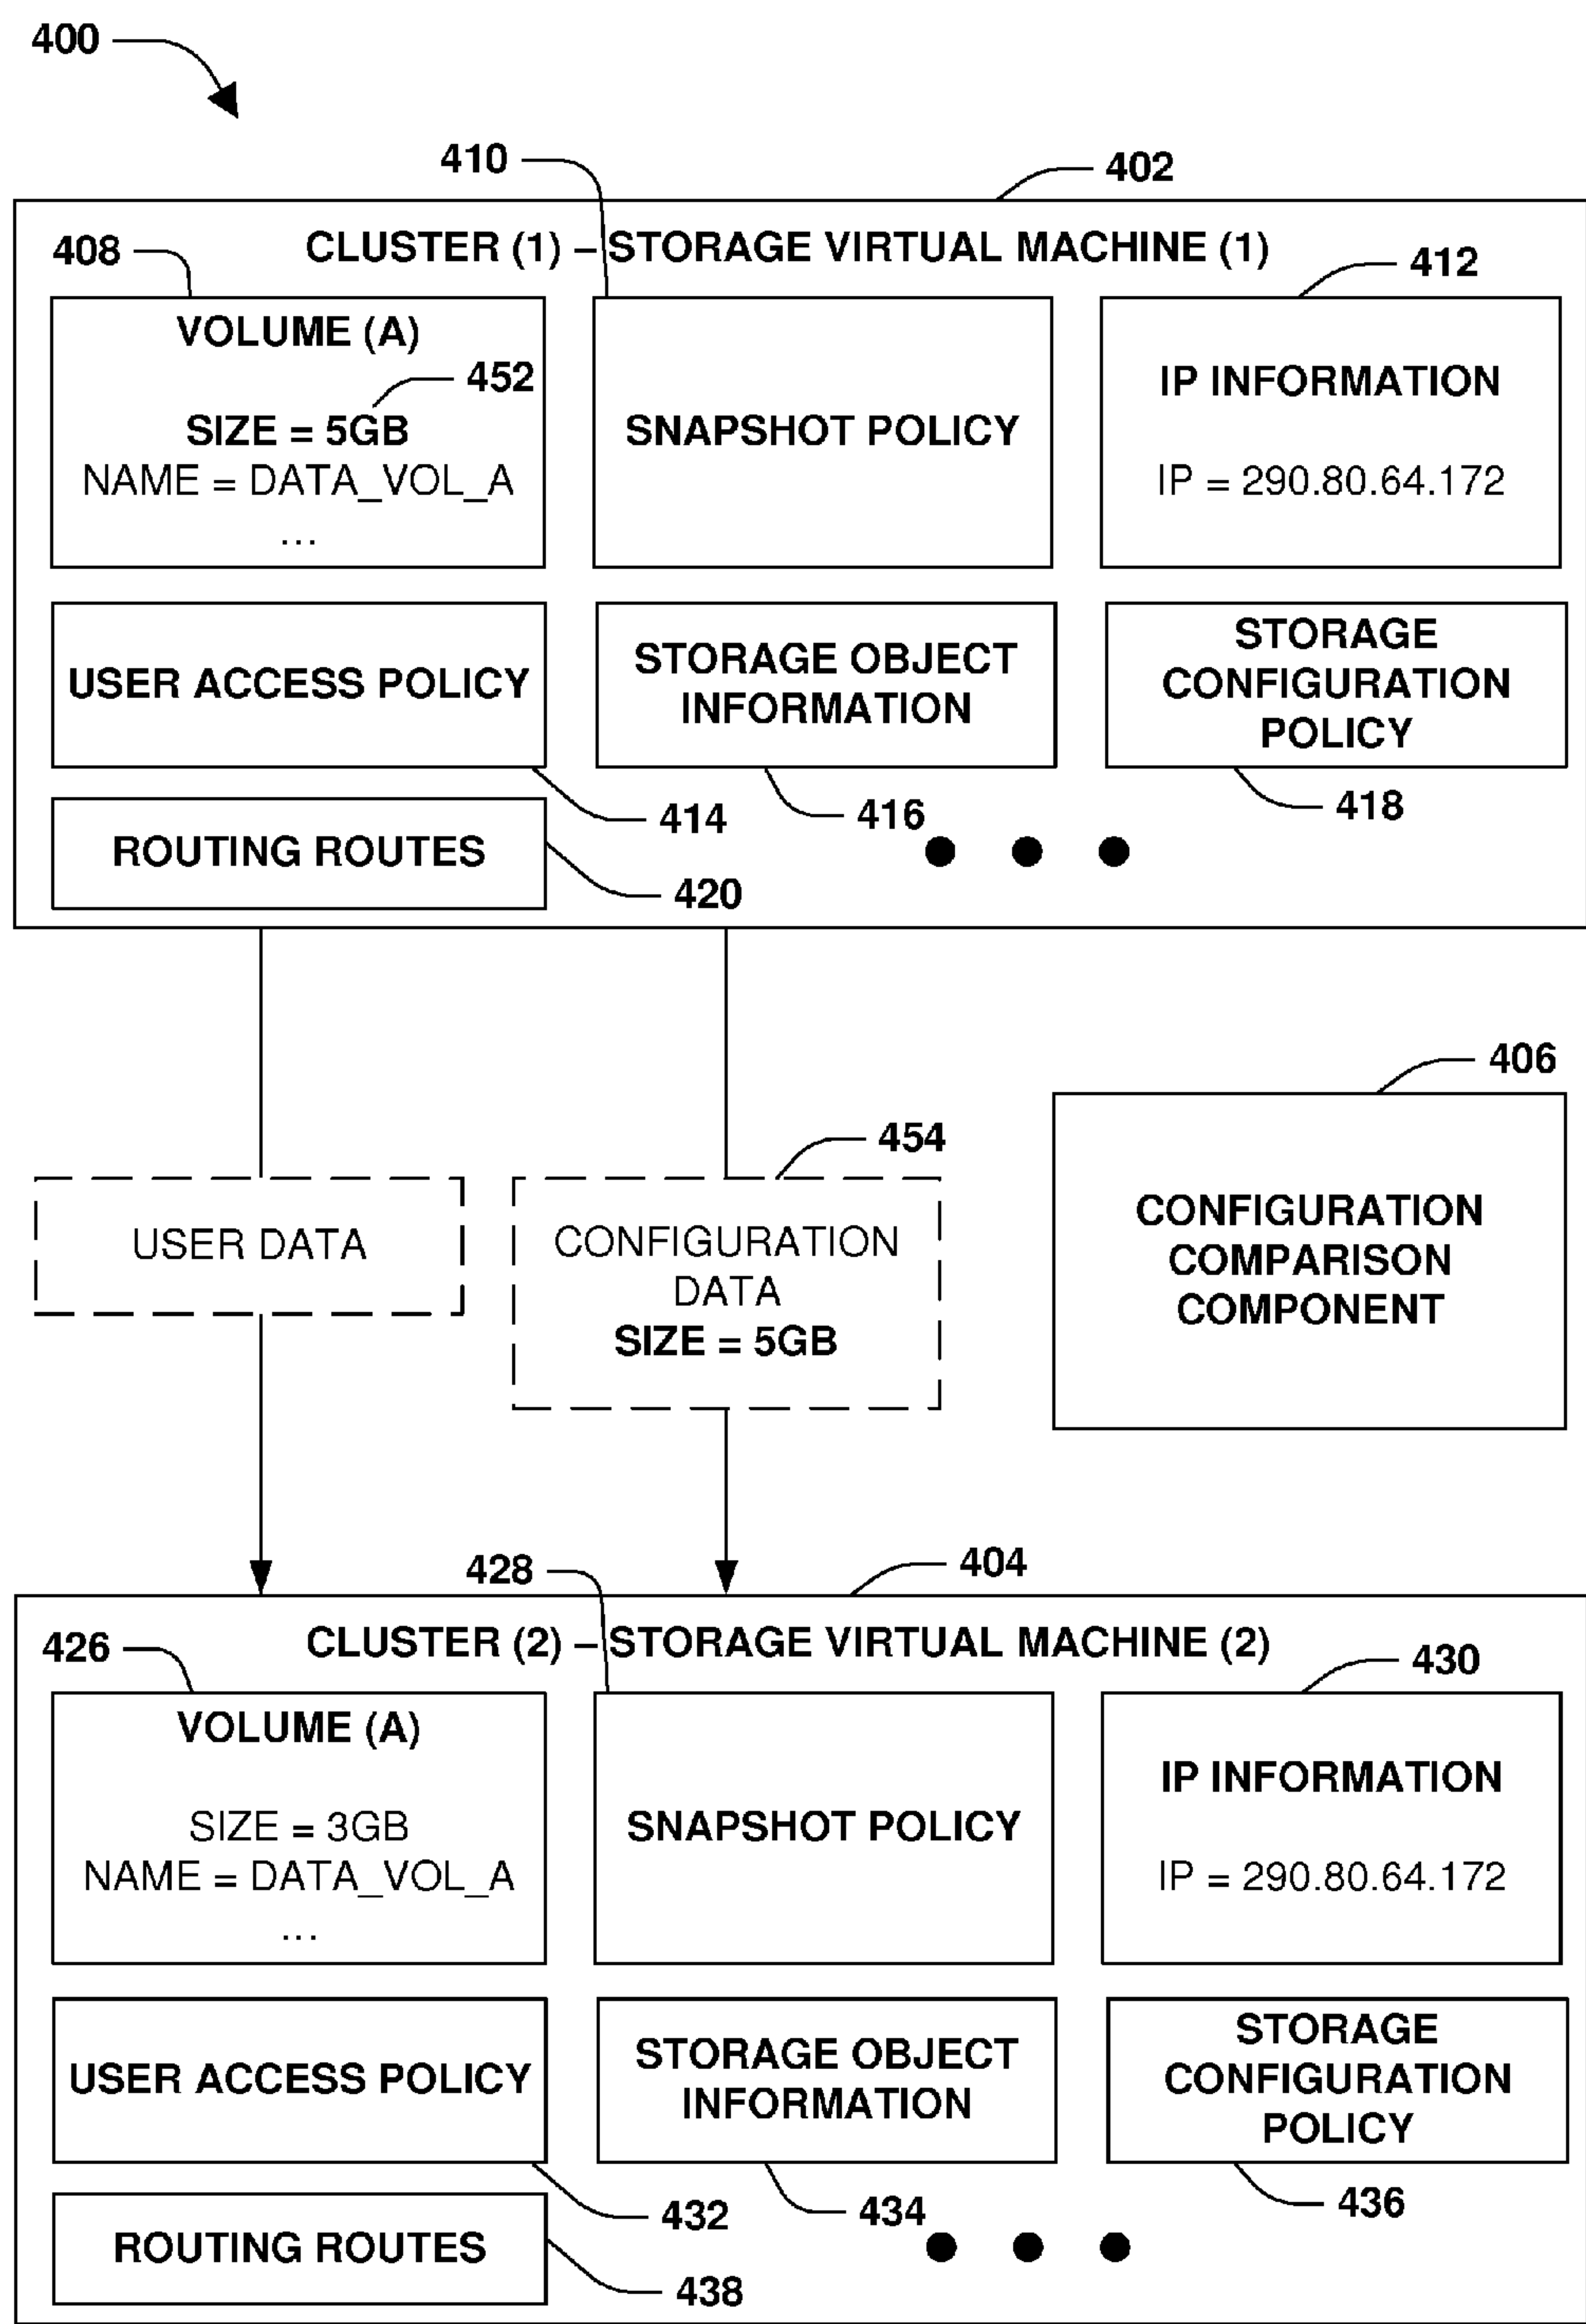 400
410
402
408
CLUSTER (1) – STORAGE VIRTUAL MACHINE (1)
412
VOLUME (A)
452
SIZE = 5GB
NAME = DATA_VOL_A
...
SNAPSHOT POLICY
IP INFORMATION
IP = 290.80.64.172
USER ACCESS POLICY
STORAGE OBJECT
INFORMATION
STORAGE
CONFIGURATION
POLICY
414
416
418
ROUTING ROUTES
420
406
454
USER DATA
CONFIGURATION
DATA
SIZE = 5GB
CONFIGURATION
COMPARISON
COMPONENT
428
404
426
CLUSTER (2) – STORAGE VIRTUAL MACHINE (2)
430
VOLUME (A)
SIZE = 3GB
NAME = DATA_VOL_A
...
SNAPSHOT POLICY
IP INFORMATION
IP = 290.80.64.172
USER ACCESS POLICY
STORAGE OBJECT
INFORMATION
STORAGE
CONFIGURATION
POLICY
432
434
436
ROUTING ROUTES
438